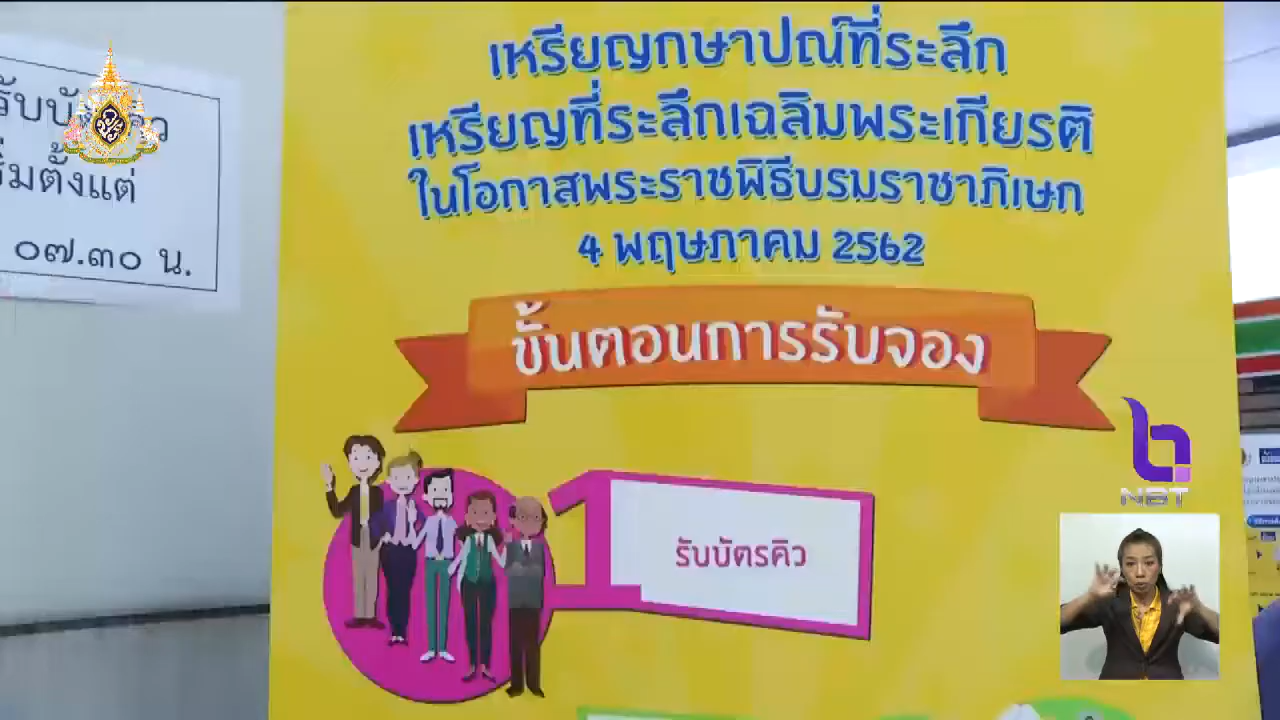 เหรียญกษาปณ์ที่ระลึก
เหรียญที่ระลึกเฉลิมพระเกียรติ
ในโอกาสพระราชพิธีบรมราชาภิเษก
4 พฤษภาคม 2562
ขั้นตอนการรับจอง
1
รับบัตรคิว
ตั้งแต่
๐๗.๓๐ น.
NBT